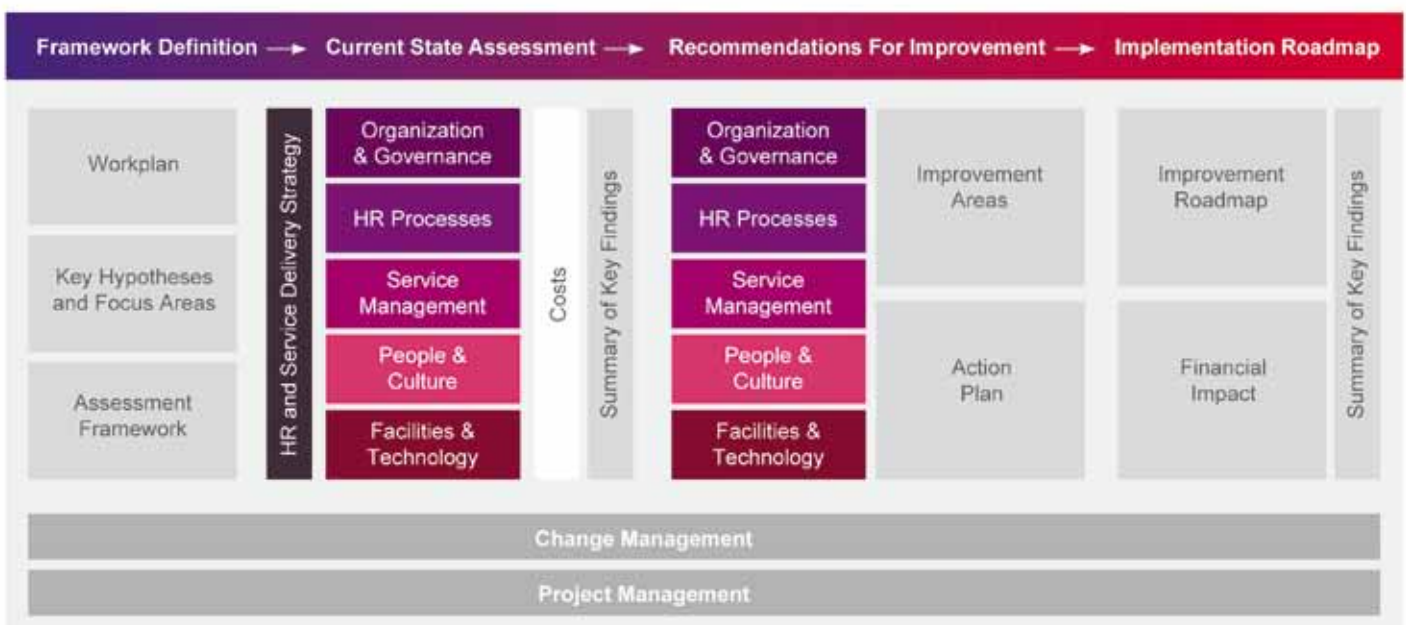 Framework Definition → Current State Assessment → Recommendations For Improvement → Implementation Roadmap
Workplan
Key Hypotheses
and Focus Areas
Assessment
Framework
HR and Service Delivery Strategy
Organization
& Governance
HR Processes
Service
Management
People &
Culture
Facilities &
Technology
Costs
Summary of Key Findings
Organization
& Governance
HR Processes
Service
Management
People &
Culture
Facilities &
Technology
Improvement
Areas
Action
Plan
Improvement
Roadmap
Financial
Impact
Summary of Key Findings
Change Management
Project Management